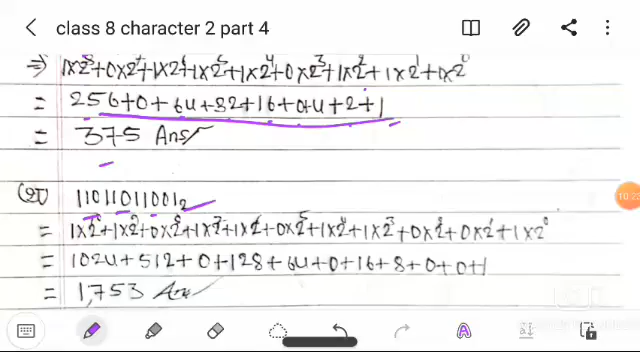 class 8 character 2 part 4
⇒ 1×2⁸+0×2⁷+1×2⁶+1×2⁵+1×2⁴+0×2³+1×2²+1×2¹+1×2⁰
= 256+0+64+32+16+0+4+2+1
= 375 Ans
11011011001₂
= 1×2¹⁰+1×2⁹+0×2⁸+1×2⁷+1×2⁶+0×2⁵+1×2⁴+1×2³+0×2²+0×2¹+1×2⁰
= 1024+512+0+128+64+0+16+8+0+0+1
= 1,753 Ans
10:23